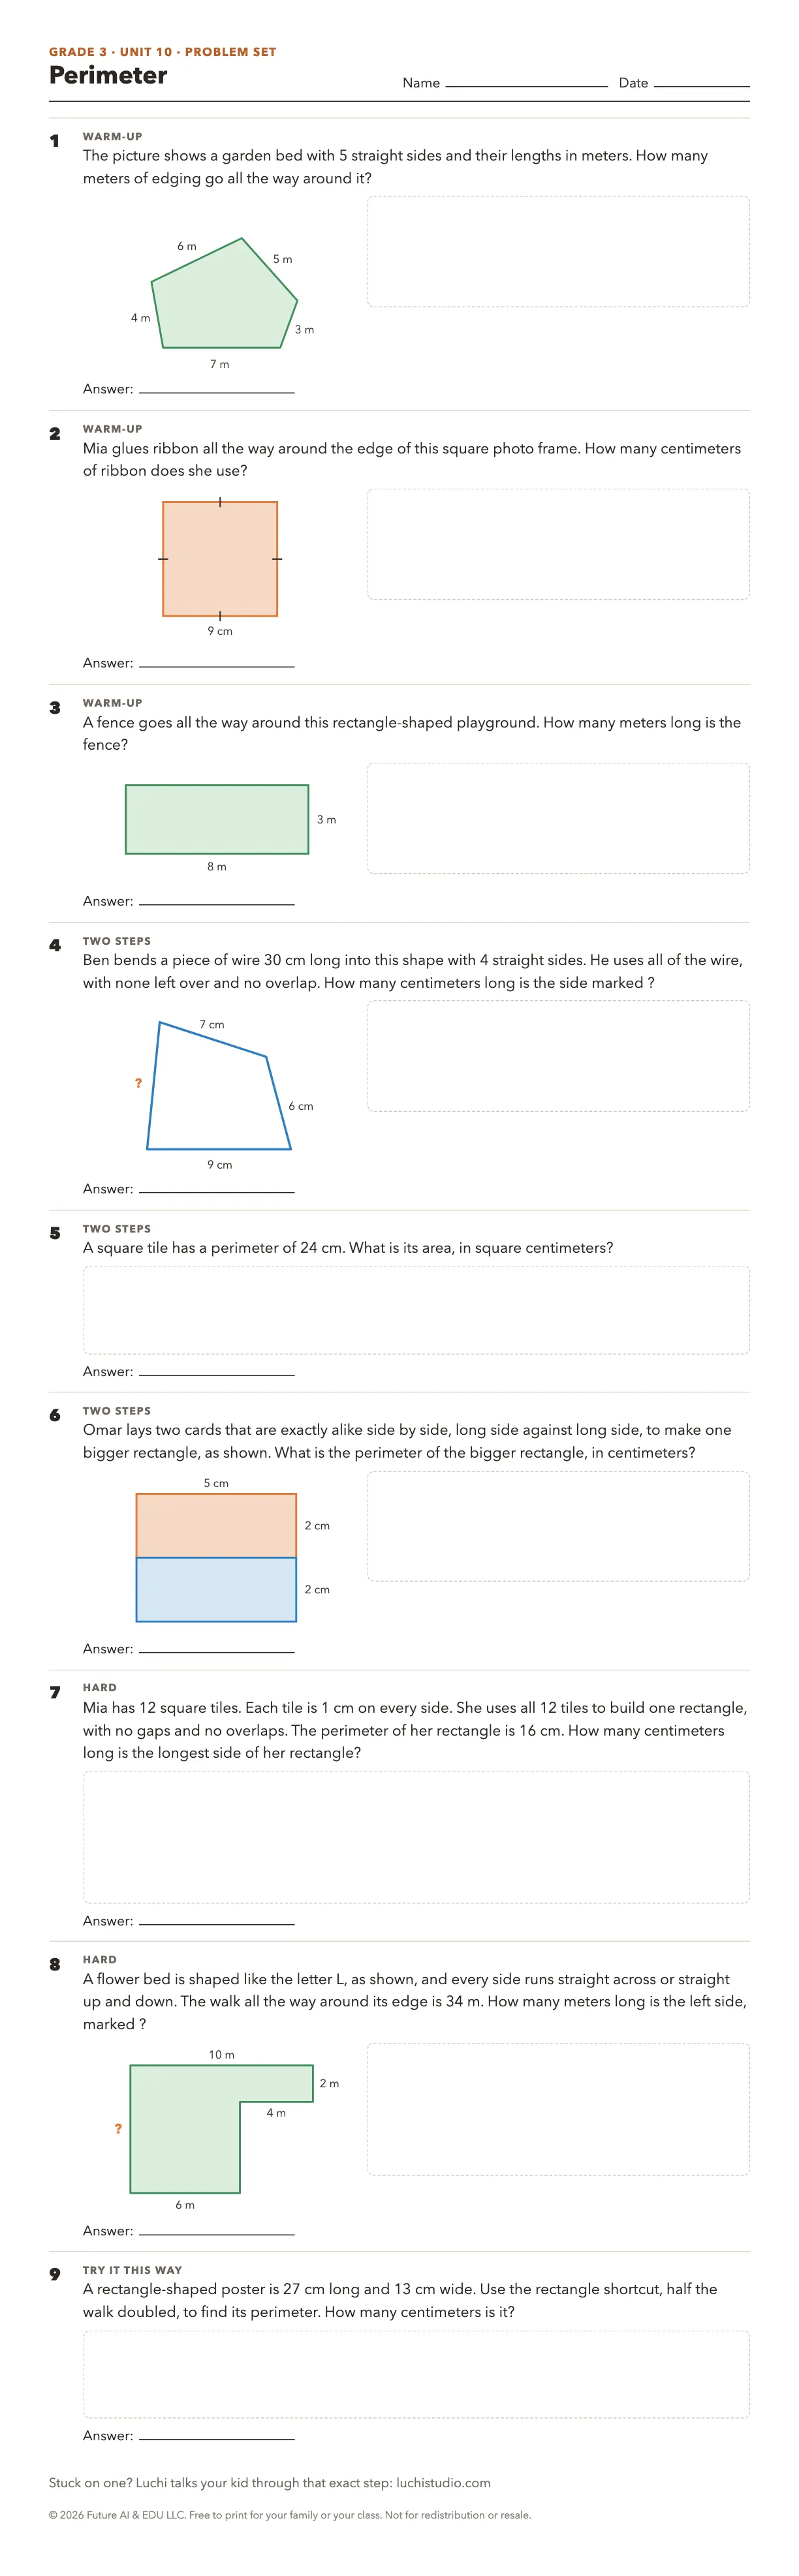 GRADE 3 · UNIT 10 · PROBLEM SET
Perimeter
Name
Date
1
WARM-UP
The picture shows a garden bed with 5 straight sides and their lengths in meters. How many
meters of edging go all the way around it?
6 m
5 m
4 m
3 m
7 m
Answer:
2
WARM-UP
Mia glues ribbon all the way around the edge of this square photo frame. How many centimeters
of ribbon does she use?
9 cm
Answer:
3
WARM-UP
A fence goes all the way around this rectangle-shaped playground. How many meters long is the
fence?
3 m
8 m
Answer:
4
TWO STEPS
Ben bends a piece of wire 30 cm long into this shape with 4 straight sides. He uses all of the wire,
with none left over and no overlap. How many centimeters long is the side marked ?
7 cm
?
6 cm
9 cm
Answer:
5
TWO STEPS
A square tile has a perimeter of 24 cm. What is its area, in square centimeters?
Answer:
6
TWO STEPS
Omar lays two cards that are exactly alike side by side, long side against long side, to make one
bigger rectangle, as shown. What is the perimeter of the bigger rectangle, in centimeters?
5 cm
2 cm
2 cm
Answer:
7
HARD
Mia has 12 square tiles. Each tile is 1 cm on every side. She uses all 12 tiles to build one rectangle,
with no gaps and no overlaps. The perimeter of her rectangle is 16 cm. How many centimeters
long is the longest side of her rectangle?
Answer:
8
HARD
A flower bed is shaped like the letter L, as shown, and every side runs straight across or straight
up and down. The walk all the way around its edge is 34 m. How many meters long is the left side,
marked ?
10 m
2 m
4 m
?
6 m
Answer:
9
TRY IT THIS WAY
A rectangle-shaped poster is 27 cm long and 13 cm wide. Use the rectangle shortcut, half the
walk doubled, to find its perimeter. How many centimeters is it?
Answer:
Stuck on one? Luchi talks your kid through that exact step: luchistudio.com
© 2026 Future AI & EDU LLC. Free to print for your family or your class. Not for redistribution or resale.